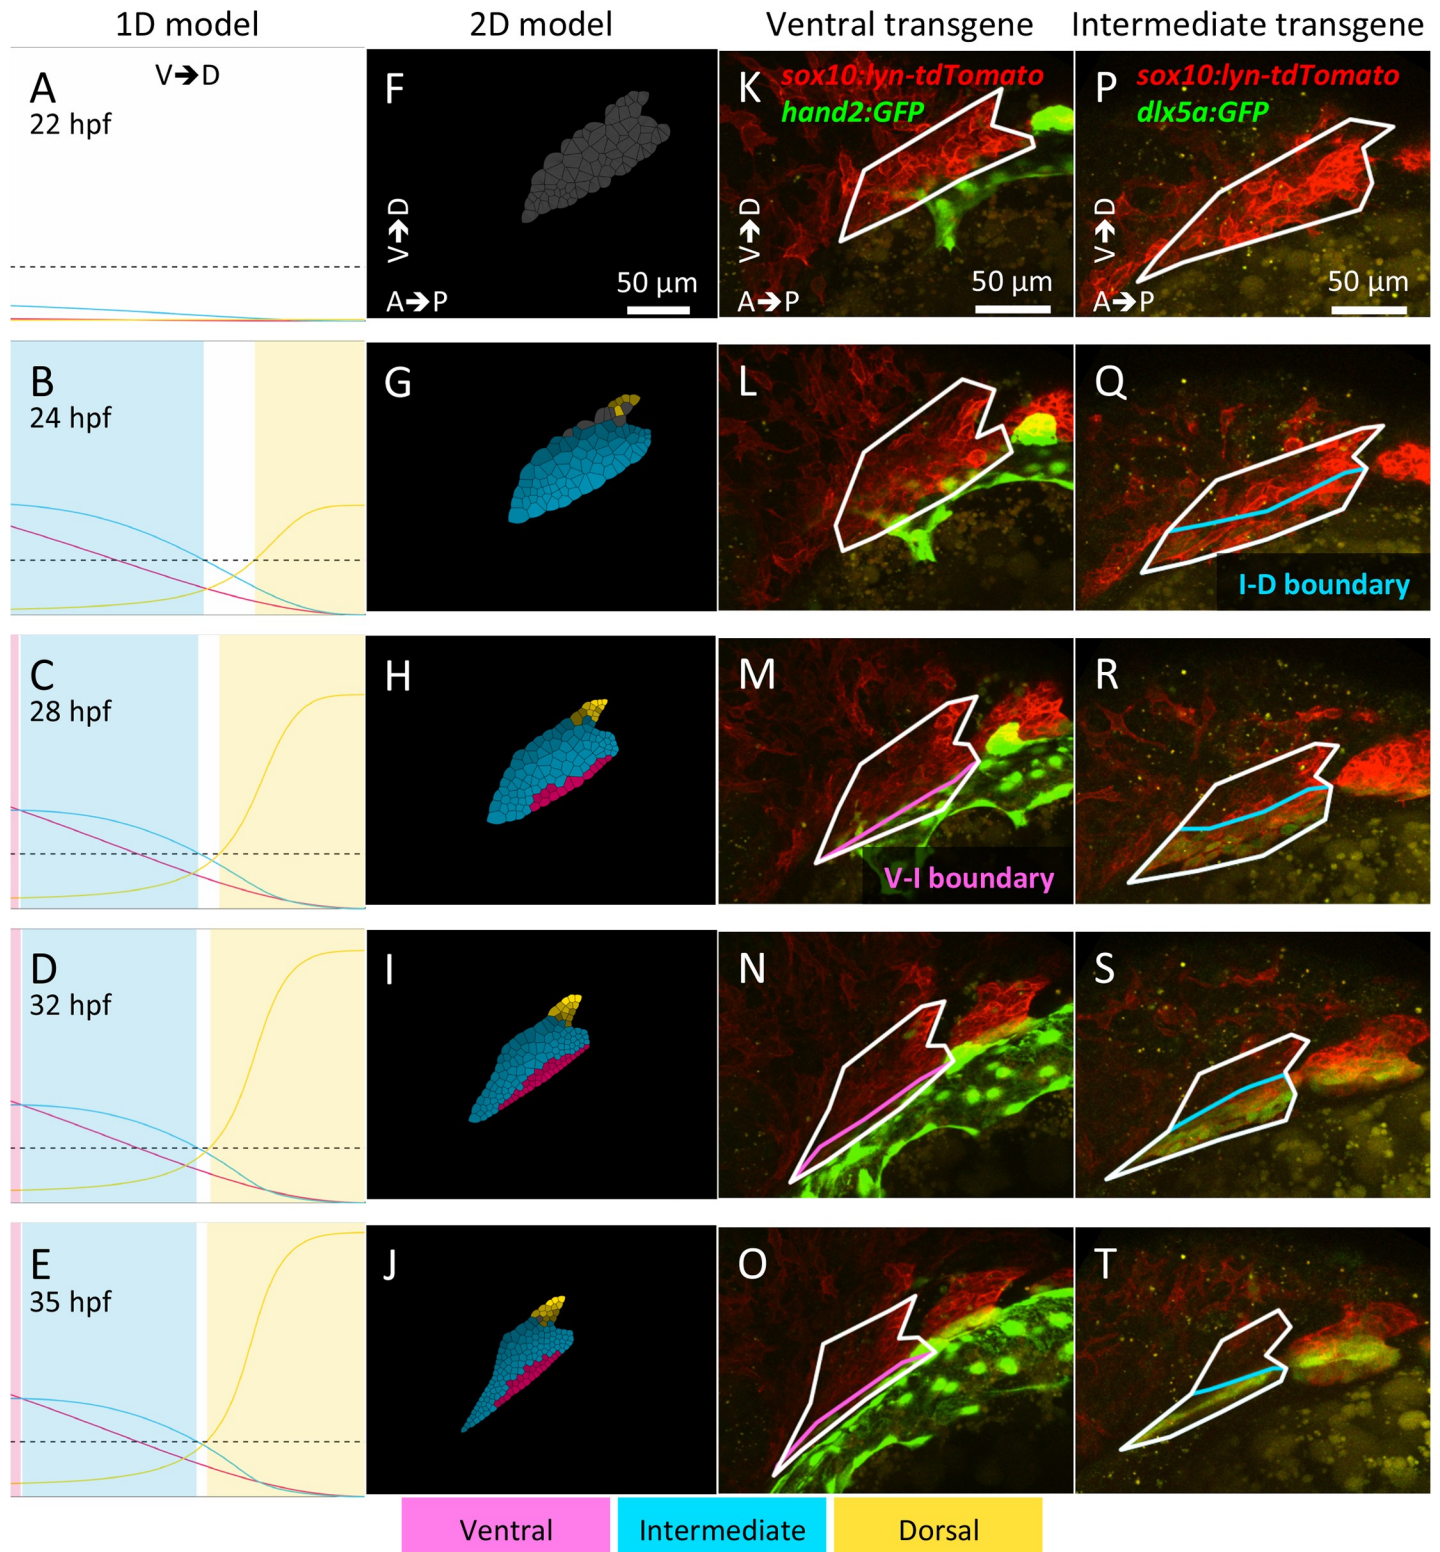 1D model
2D model
Ventral transgene
Intermediate transgene
A
22 hpf
V➔D
F
V➔D
A➔P
50 µm
K
sox10:lyn-tdTomato
hand2:GFP
V➔D
A➔P
50 µm
P
sox10:lyn-tdTomato
dlx5a:GFP
V➔D
A➔P
50 µm
B
24 hpf
G
L
Q
I-D boundary
C
28 hpf
H
M
V-I boundary
R
D
32 hpf
I
N
S
E
35 hpf
J
O
T
Ventral
Intermediate
Dorsal